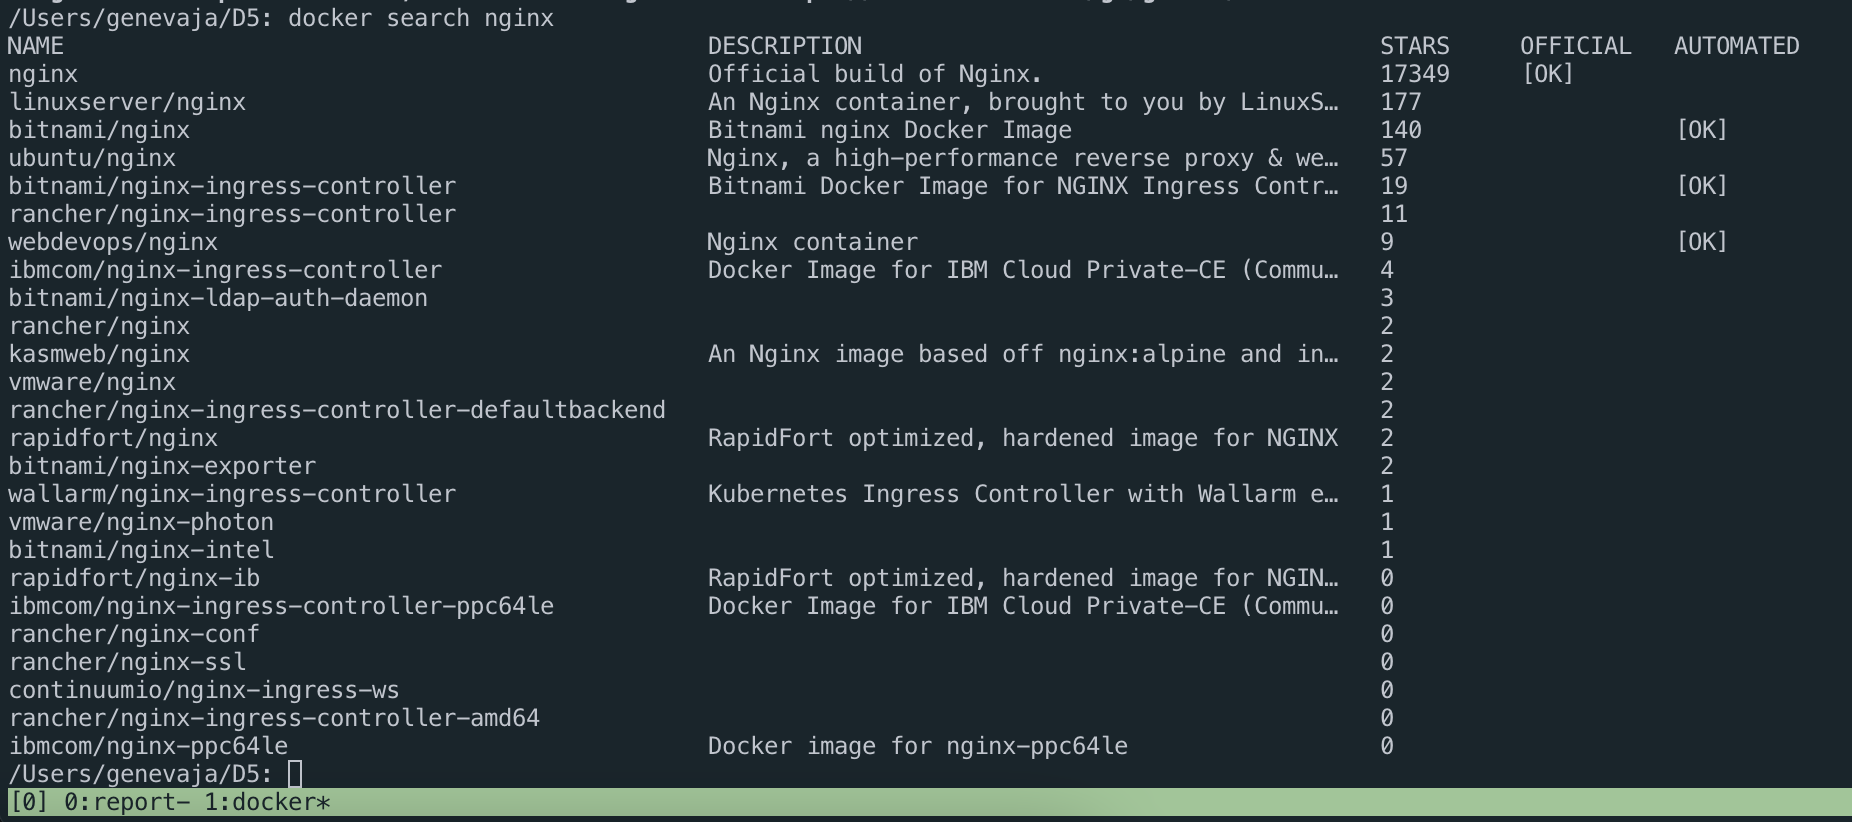 /Users/genevaja/D5: docker search nginx
NAME DESCRIPTION STARS OFFICIAL AUTOMATED
nginx Official build of Nginx. 17349 [OK]
linuxserver/nginx An Nginx container, brought to you by LinuxS… 177
bitnami/nginx Bitnami nginx Docker Image 140 [OK]
ubuntu/nginx Nginx, a high-performance reverse proxy & we… 57
bitnami/nginx-ingress-controller Bitnami Docker Image for NGINX Ingress Contr… 19 [OK]
rancher/nginx-ingress-controller 11
webdevops/nginx Nginx container 9 [OK]
ibmcom/nginx-ingress-controller Docker Image for IBM Cloud Private-CE (Commu… 4
bitnami/nginx-ldap-auth-daemon 3
rancher/nginx 2
kasmweb/nginx An Nginx image based off nginx:alpine and in… 2
vmware/nginx 2
rancher/nginx-ingress-controller-defaultbackend 2
rapidfort/nginx RapidFort optimized, hardened image for NGINX 2
bitnami/nginx-exporter 2
wallarm/nginx-ingress-controller Kubernetes Ingress Controller with Wallarm e… 1
vmware/nginx-photon 1
bitnami/nginx-intel 1
rapidfort/nginx-ib RapidFort optimized, hardened image for NGIN… 0
ibmcom/nginx-ingress-controller-ppc64le Docker Image for IBM Cloud Private-CE (Commu… 0
rancher/nginx-conf 0
rancher/nginx-ssl 0
continuumio/nginx-ingress-ws 0
rancher/nginx-ingress-controller-amd64 0
ibmcom/nginx-ppc64le Docker image for nginx-ppc64le 0
/Users/genevaja/D5:
[0] 0:report- 1:docker*